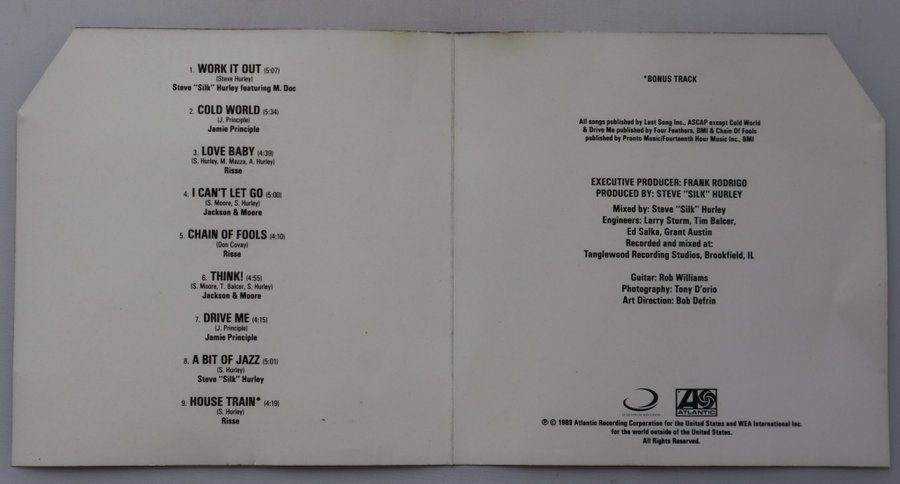 1. WORK IT OUT (5:07)
(Steve Hurley)
Steve "Silk" Hurley featuring M. Doc
2. COLD WORLD (5:34)
(J. Principle)
Jamie Principle
3. LOVE BABY (4:39)
(S. Hurley, M. Mazza, A. Hurley)
Risse
4. I CAN'T LET GO (5:00)
(S. Moore, S. Hurley)
Jackson & Moore
5. CHAIN OF FOOLS (4:10)
(Don Covay)
Risse
6. THINK! (4:55)
(S. Moore, T. Balcer, S. Hurley)
Jackson & Moore
7. DRIVE ME (4:15)
(J. Principle)
Jamie Principle
8. A BIT OF JAZZ (5:01)
(S. Hurley)
Steve "Silk" Hurley
9. HOUSE TRAIN* (4:19)
(S. Hurley)
Risse
*BONUS TRACK
All songs published by Last Song Inc., ASCAP except Cold World
& Drive Me published by Four Feathers, BMI & Chain Of Fools
published by Pronto Music/Fourteenth Hour Music Inc., BMI
EXECUTIVE PRODUCER: FRANK RODRIGO
PRODUCED BY: STEVE "SILK" HURLEY
Mixed by: Steve "Silk" Hurley
Engineers: Larry Sturm, Tim Balcer,
Ed Salka, Grant Austin
Recorded and mixed at:
Tanglewood Recording Studios, Brookfield, IL
Guitar: Rob Williams
Photography: Tony D'orio
Art Direction: Bob Defrin
ATLANTIC
℗ © 1989 Atlantic Recording Corporation for the United States and WEA International Inc.
for the world outside of the United States.
All Rights Reserved.